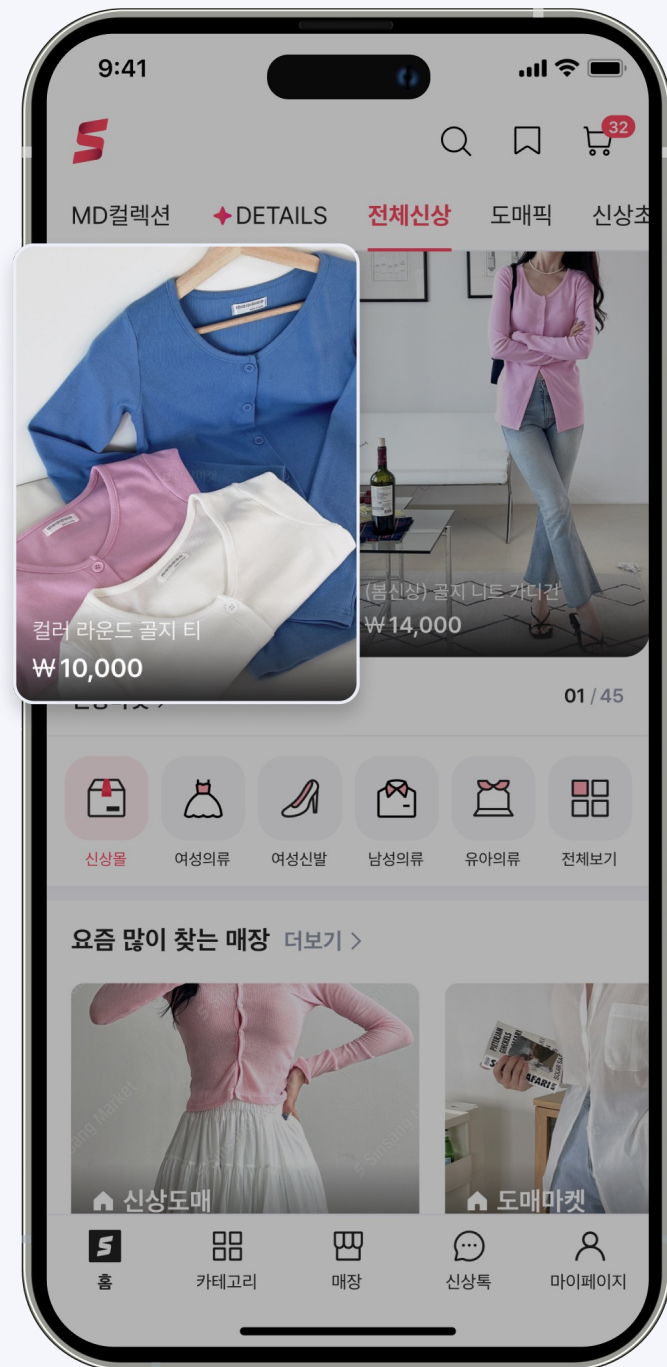 9:41
32
MD컬렉션
DETAILS
전체신상
도매픽
신상초
컬러 라운드 골지 티
₩10,000
(봄신상) 골지 니트 가디건
₩14,000
01 / 45
신상몰
여성의류
여성신발
남성의류
유아의류
전체보기
요즘 많이 찾는 매장 더보기 >
신상도매
도매마켓
홈
카테고리
매장
신상톡
마이페이지